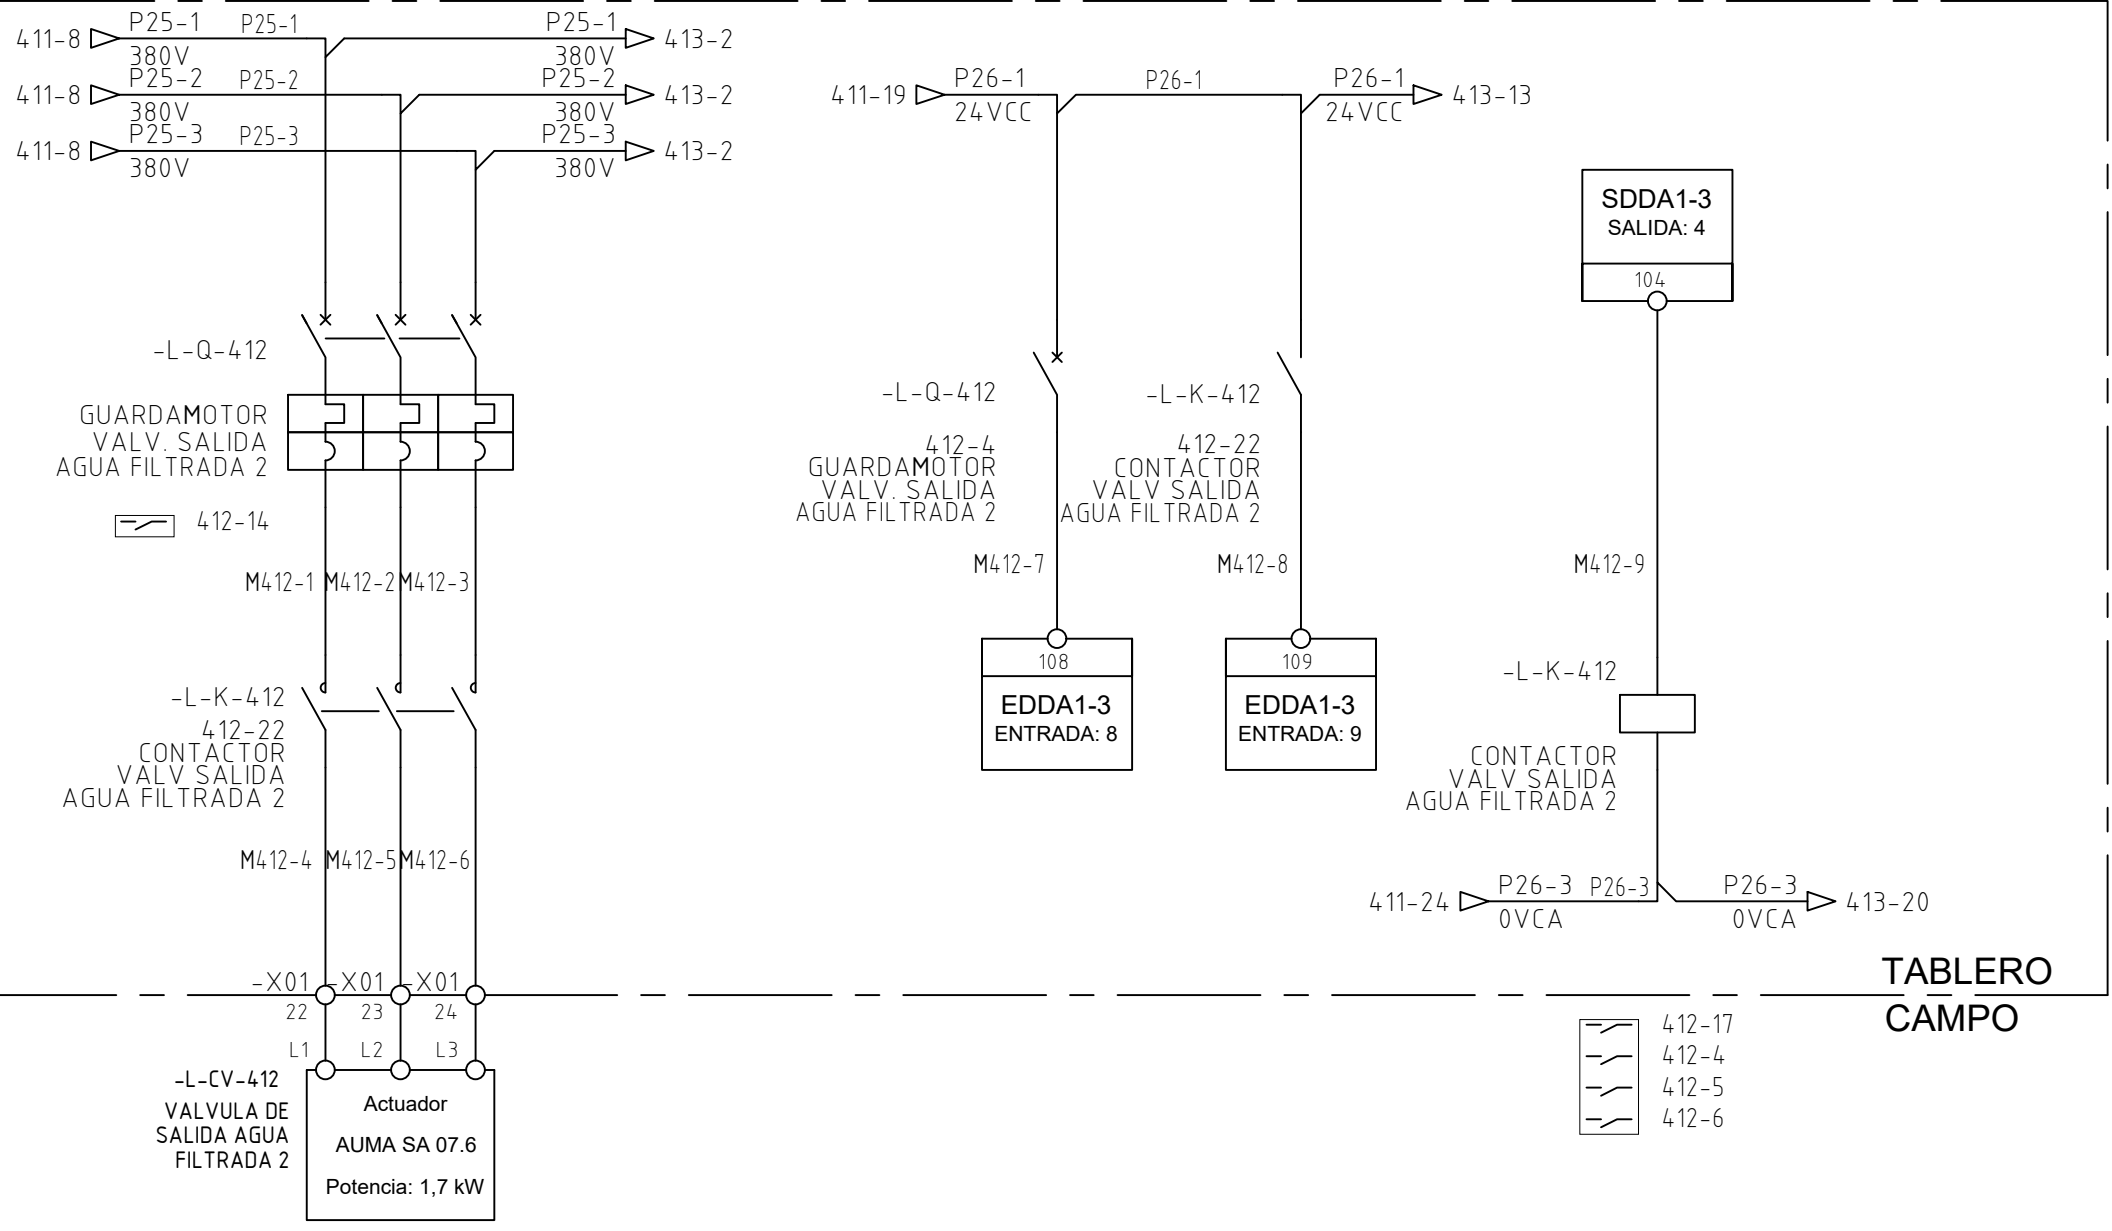 411-8 P25-1 P25-1 P25-1 413-2
380V 380V
411-8 P25-2 P25-2 P25-2 413-2
380V 380V
411-8 P25-3 P25-3 P25-3 413-2
380V 380V
-L-Q-412
GUARDAMOTOR
VALV. SALIDA
AGUA FILTRADA 2
412-14
M412-1 M412-2 M412-3
-L-K-412
412-22
CONTACTOR
VALV SALIDA
AGUA FILTRADA 2
M412-4 M412-5 M412-6
-X01 -X01 -X01
22 23 24
L1 L2 L3
-L-CV-412
VALVULA DE
SALIDA AGUA
FILTRADA 2
Actuador
AUMA SA 07.6
Potencia: 1,7 kW
411-19 P26-1 P26-1 P26-1 413-13
24VCC 24VCC
-L-Q-412
412-4
GUARDAMOTOR
VALV. SALIDA
AGUA FILTRADA 2
M412-7
108
EDDA1-3
ENTRADA: 8
-L-K-412
412-22
CONTACTOR
VALV SALIDA
AGUA FILTRADA 2
M412-8
109
EDDA1-3
ENTRADA: 9
SDDA1-3
SALIDA: 4
104
M412-9
-L-K-412
CONTACTOR
VALV SALIDA
AGUA FILTRADA 2
411-24 P26-3 P26-3 P26-3 413-20
0VCA 0VCA
TABLERO
CAMPO
412-17
412-4
412-5
412-6